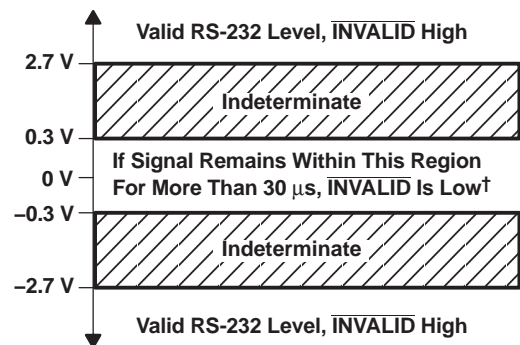 Valid RS-232 Level, INVALID High
2.7 V
Indeterminate
0.3 V
If Signal Remains Within This Region
0 V
For More Than 30 μs, INVALID Is Low†
–0.3 V
Indeterminate
–2.7 V
Valid RS-232 Level, INVALID High